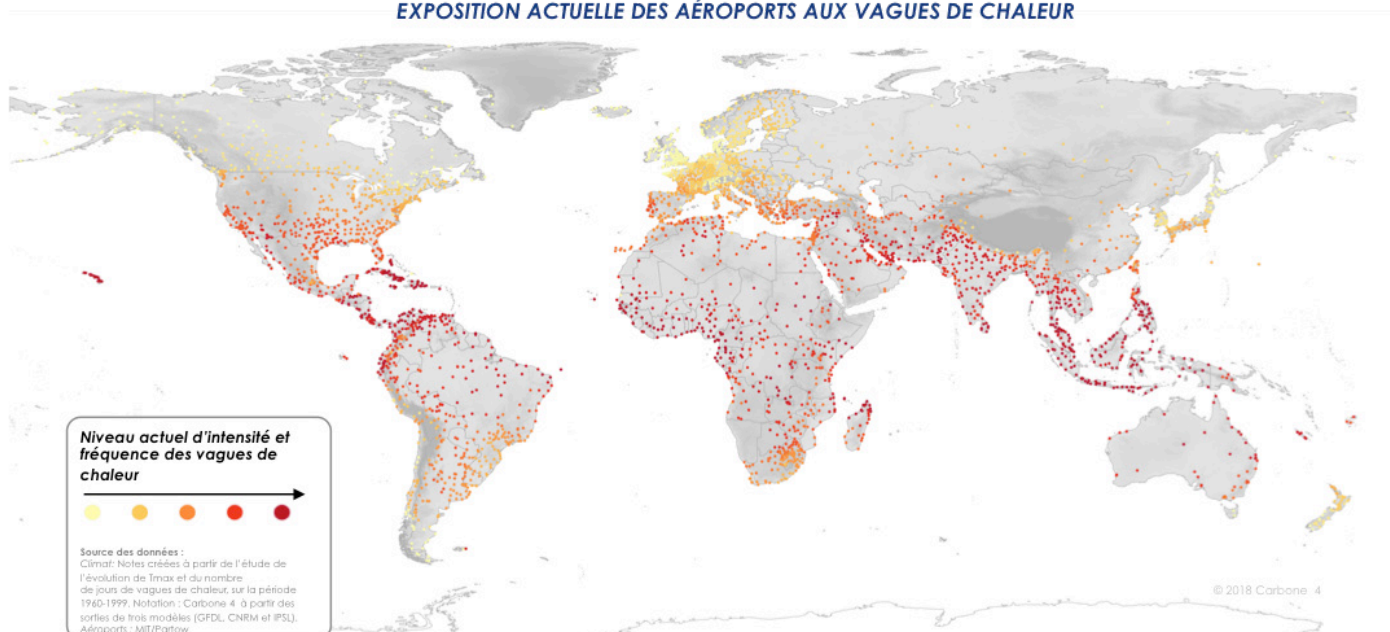 EXPOSITION ACTUELLE DES AÉROPORTS AUX VAGUES DE CHALEUR
Niveau actuel d'intensité et
fréquence des vagues de
chaleur
Source des données :
Climat: Notes créées à partir de l'étude de
l'évolution de Tmax et du nombre
de jours de vagues de chaleur, sur la période
1960-1999. Notation : Carbone 4 à partir des
sorties de trois modèles (GFDL, CNRM et IPSL).
Aéroports : MIT/Partow
© 2018 Carbone 4